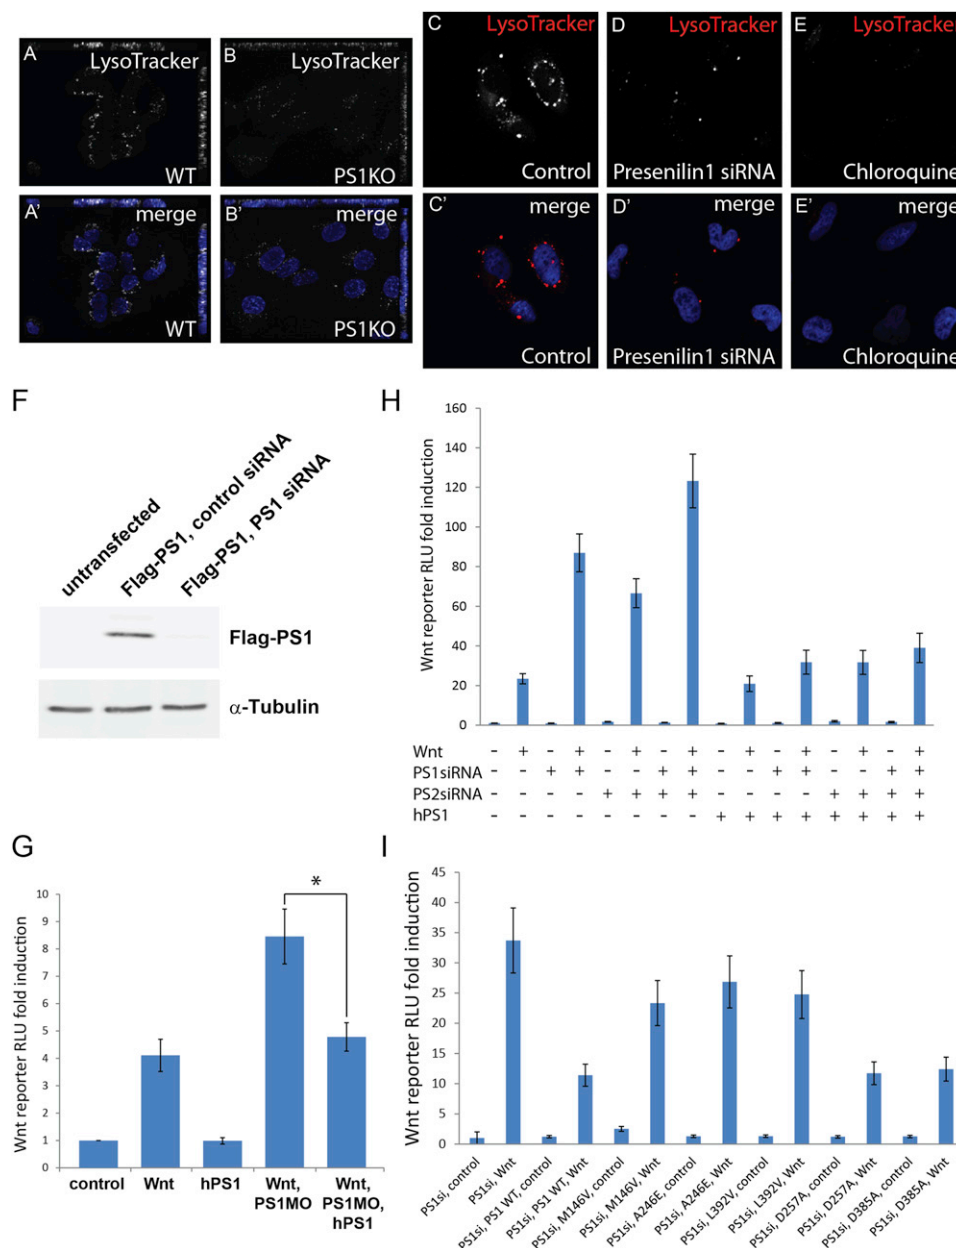 A
LysoTracker
WT
B
LysoTracker
PS1KO
C
LysoTracker
Control
D
LysoTracker
Presenilin1 siRNA
E
LysoTracker
Chloroquine
A'
merge
WT
B'
merge
PS1KO
C'
merge
Control
D'
merge
Presenilin1 siRNA
E'
merge
Chloroquine
F
untransfected
Flag-PS1, control siRNA
Flag-PS1, PS1 siRNA
Flag-PS1
α-Tubulin
H
Wnt reporter RLU fold induction
160
140
120
100
80
60
40
20
0
Wnt - + - + - + - + - + - + - + - +
PS1siRNA - - + + - - + + - - + + - - + +
PS2siRNA - - - - + + + + - - - - + + + +
hPS1 - - - - - - - - + + + + + + + +
G
Wnt reporter RLU fold induction
10
9
8
7
6
5
4
3
2
1
0
*
control
Wnt
hPS1
Wnt,
PS1MO
Wnt,
PS1MO,
hPS1
I
Wnt reporter RLU fold induction
45
40
35
30
25
20
15
10
5
0
PS1si, control
PS1si, Wnt
PS1si, PS1 WT, control
PS1si, PS1 WT, Wnt
PS1si, M146V, control
PS1si, M146V, Wnt
PS1si, A246E, control
PS1si, A246E, Wnt
PS1si, L392V, control
PS1si, L392V, Wnt
PS1si, D257A, control
PS1si, D257A, Wnt
PS1si, D385A, control
PS1si, D385A, Wnt